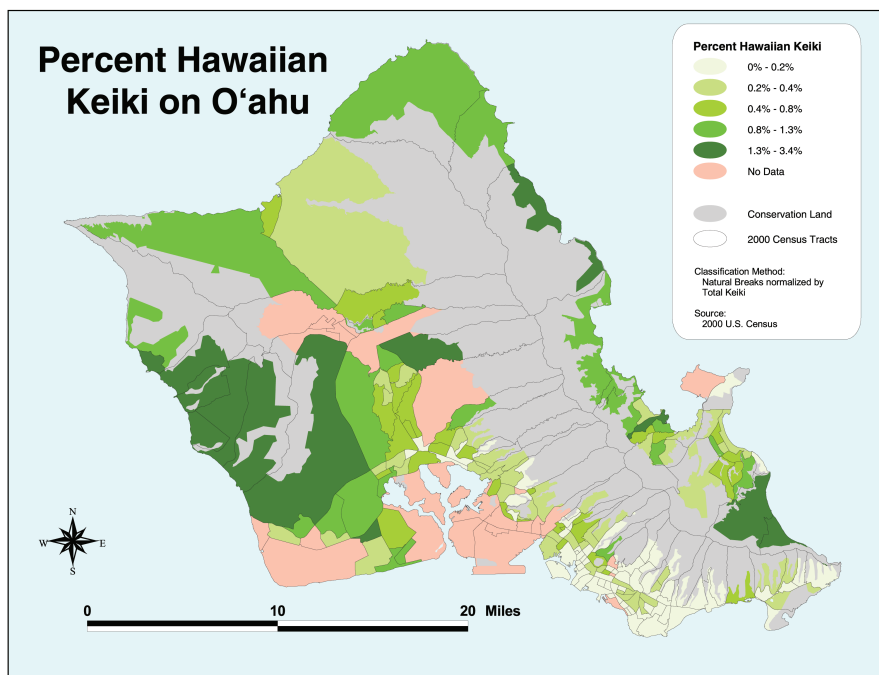 Percent Hawaiian
Keiki on O‘ahu
Percent Hawaiian Keiki
0% - 0.2%
0.2% - 0.4%
0.4% - 0.8%
0.8% - 1.3%
1.3% - 3.4%
No Data
Conservation Land
2000 Census Tracts
Classification Method:
Natural Breaks normalized by
Total Keiki
Source:
2000 U.S. Census
N
W E
S
0 10 20 Miles